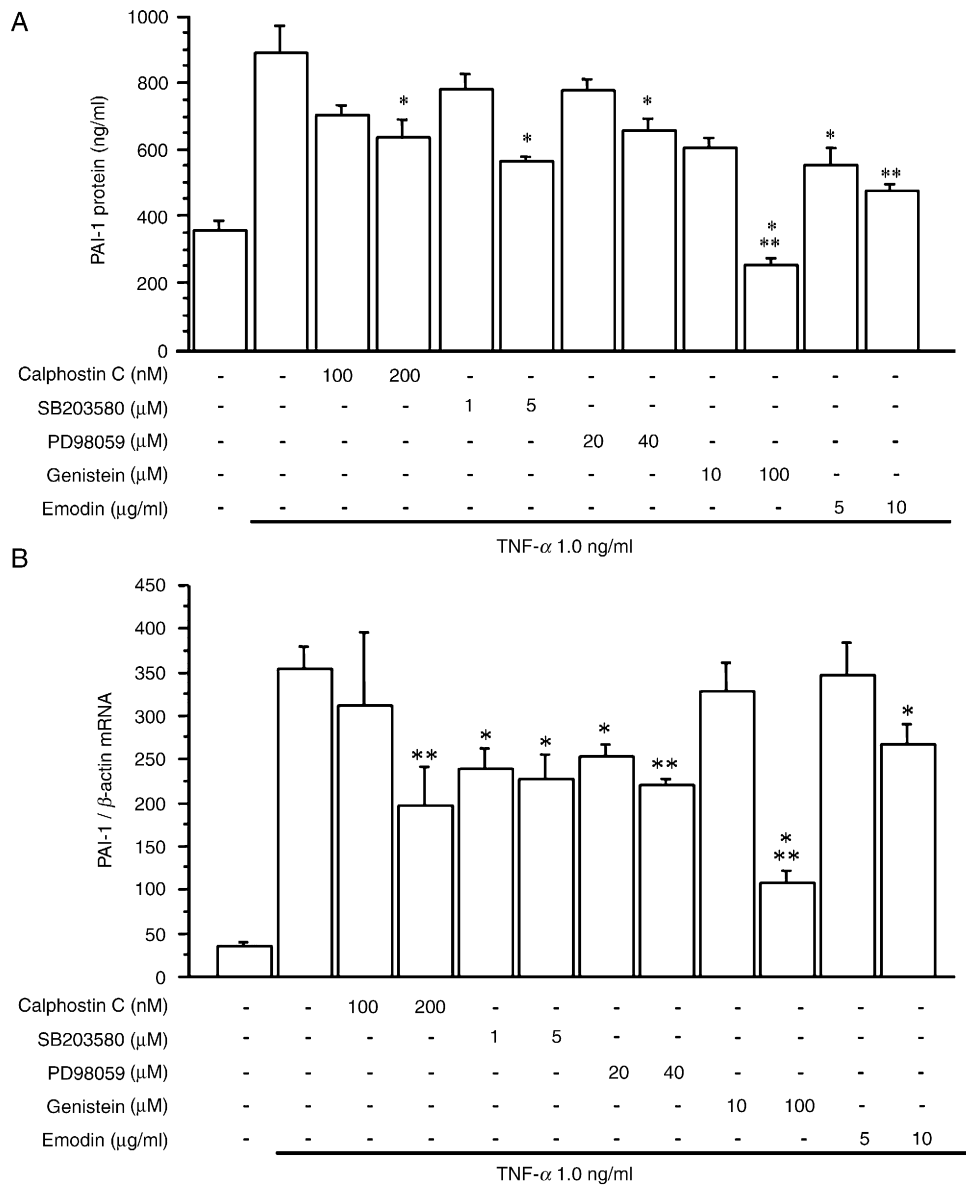 A
1000
800
600
400
200
0
PAI-1 protein (ng/ml)
* * * * * ** * **
Calphostin C (nM) - - 100 200 - - - - - - - -
SB203580 (μM) - - - - 1 5 - - - - - -
PD98059 (μM) - - - - - - 20 40 - - - -
Genistein (μM) - - - - - - - - 10 100 - -
Emodin (μg/ml) - - - - - - - - - - 5 10
TNF-α 1.0 ng/ml
B
450
400
350
300
250
200
150
100
50
0
PAI-1 / β-actin mRNA
** * * * ** * ** *
Calphostin C (nM) - - 100 200 - - - - - - - -
SB203580 (μM) - - - - 1 5 - - - - - -
PD98059 (μM) - - - - - - 20 40 - - - -
Genistein (μM) - - - - - - - - 10 100 - -
Emodin (μg/ml) - - - - - - - - - - 5 10
TNF-α 1.0 ng/ml